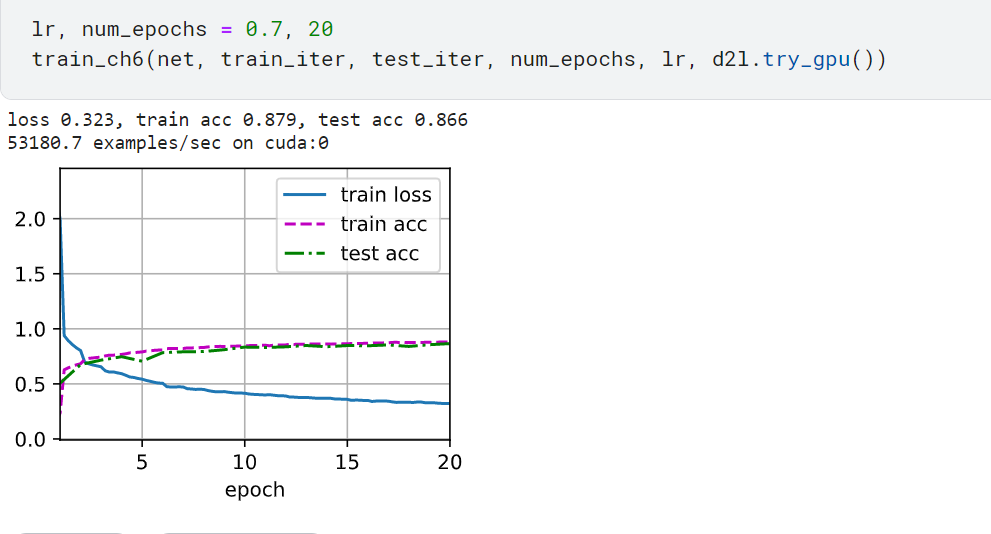 lr, num_epochs = 0.7, 20
train_ch6(net, train_iter, test_iter, num_epochs, lr, d2l.try_gpu())
loss 0.323, train acc 0.879, test acc 0.866
53180.7 examples/sec on cuda:0
train loss
train acc
test acc
2.0
1.5
1.0
0.5
0.0
5 10 15 20
epoch